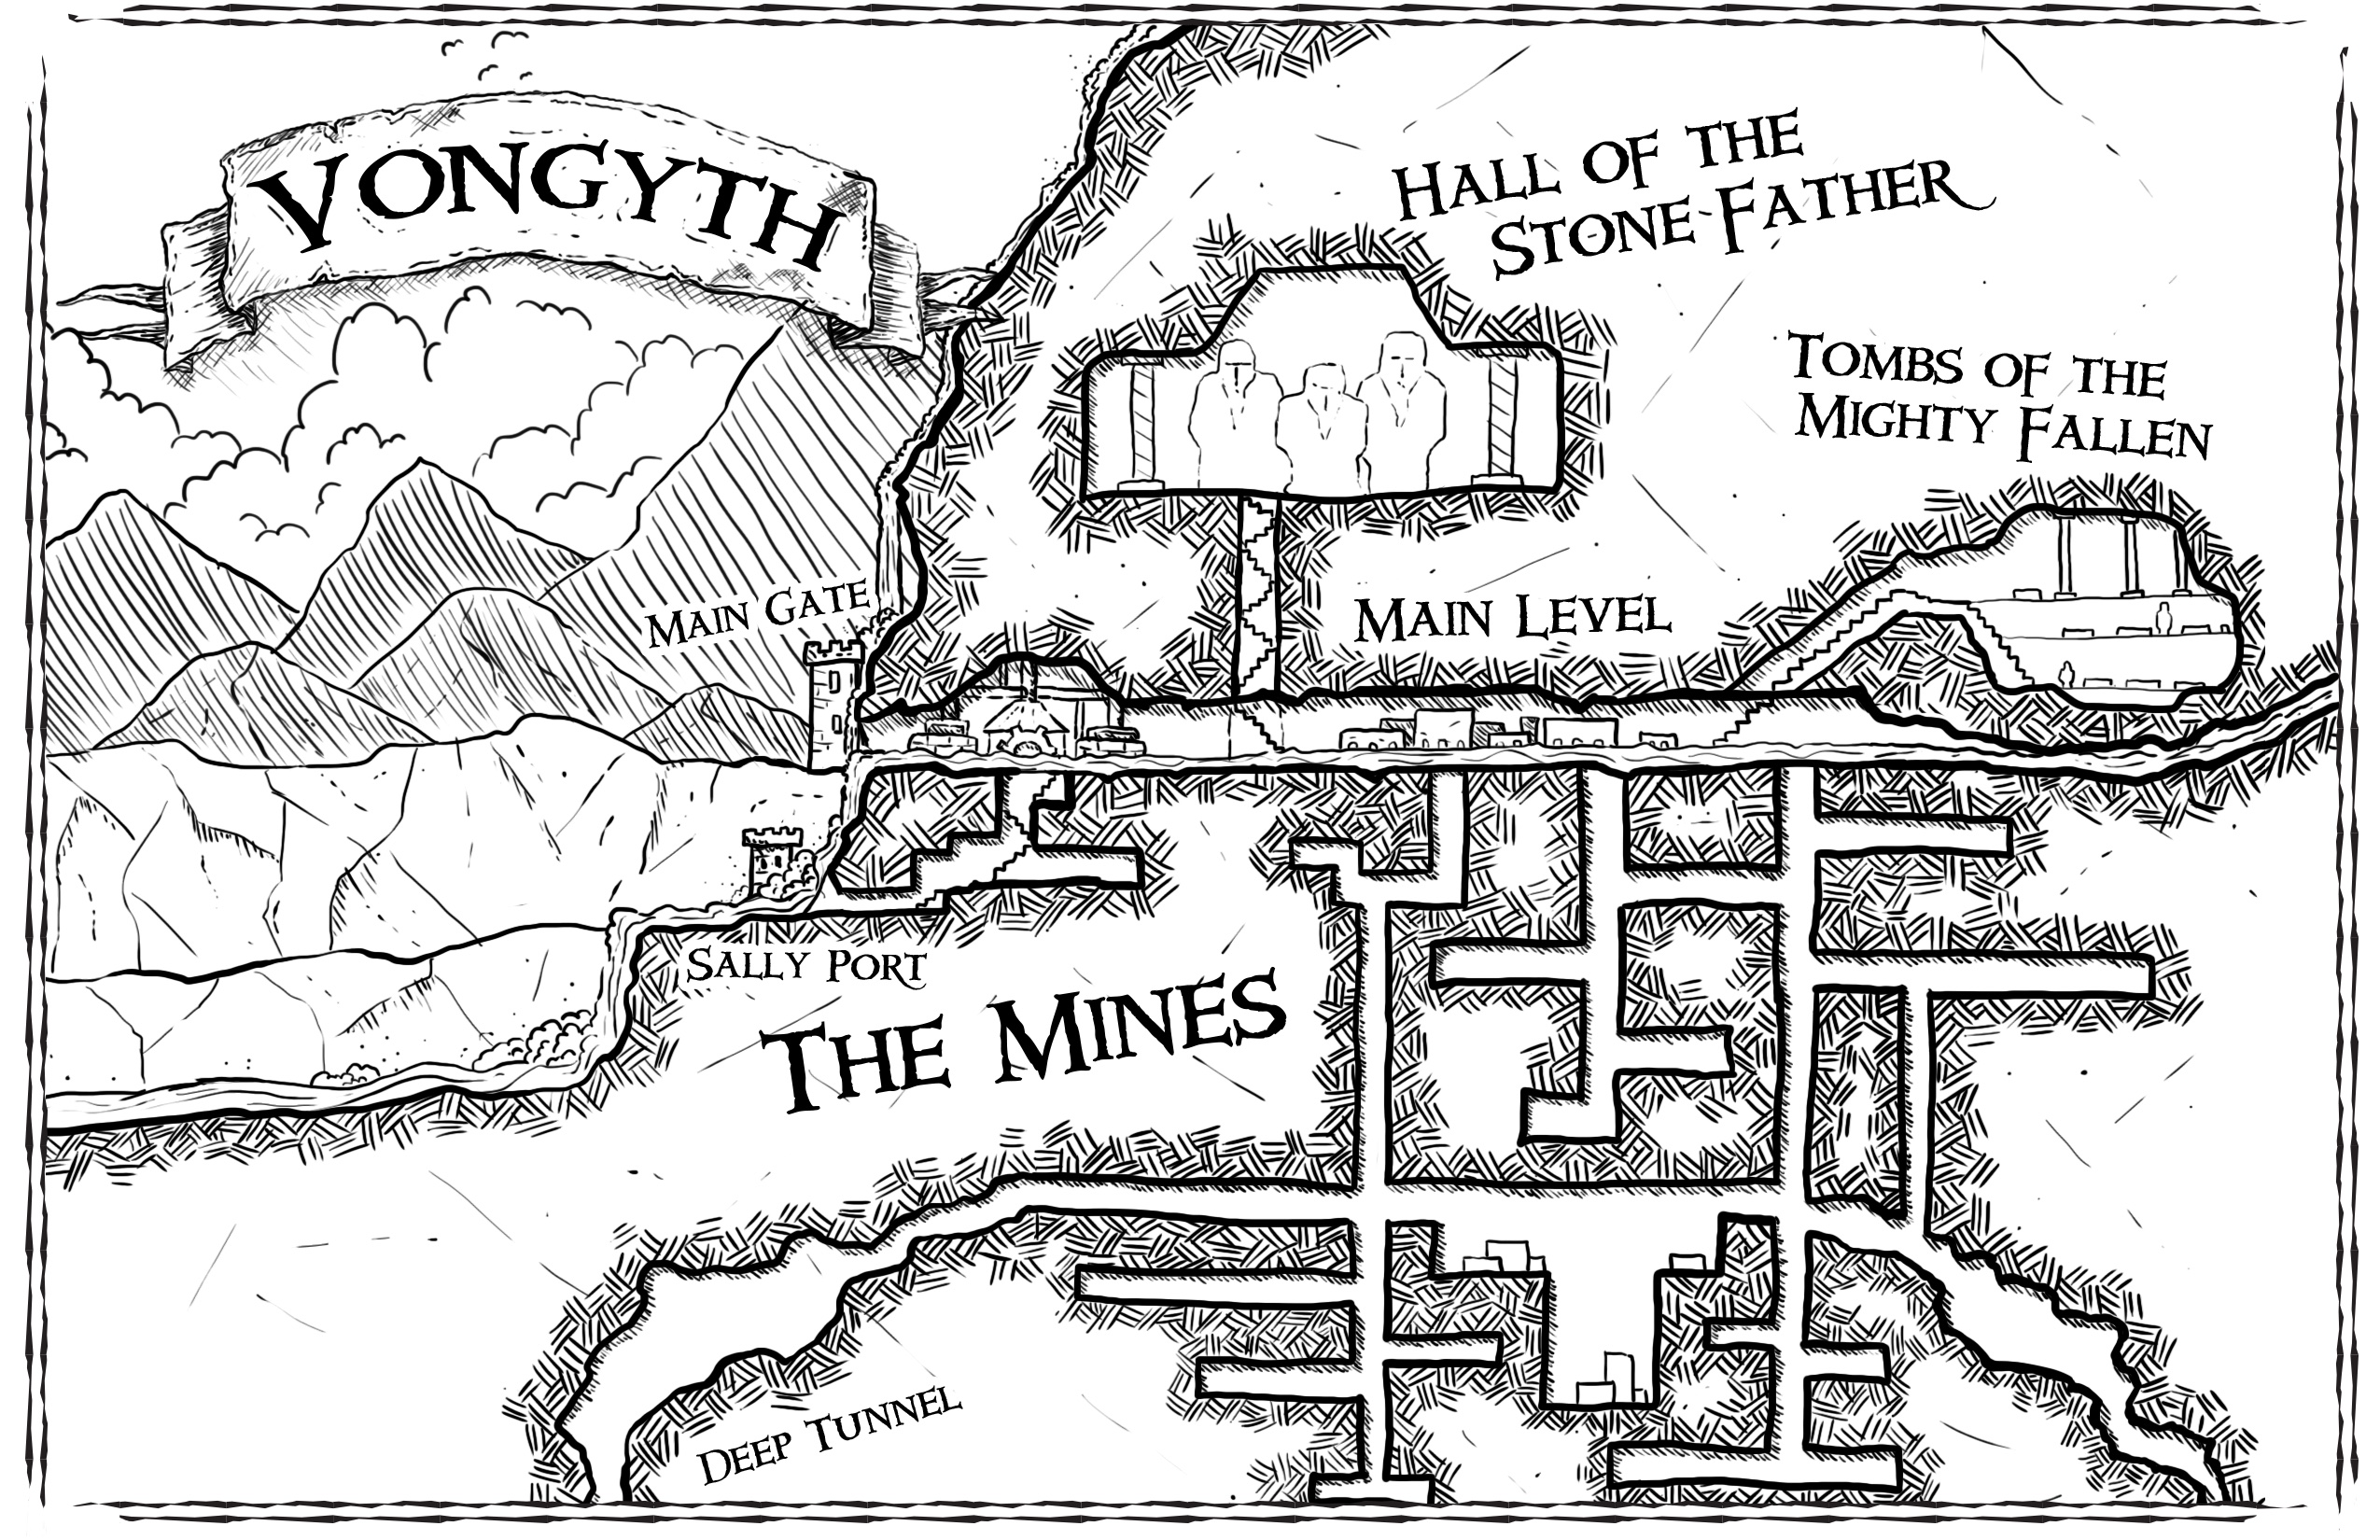 Vongyth
Hall of the
Stone-Father
Tombs of the
Mighty Fallen
Main Gate
Main Level
Sally Port
The Mines
Deep Tunnel